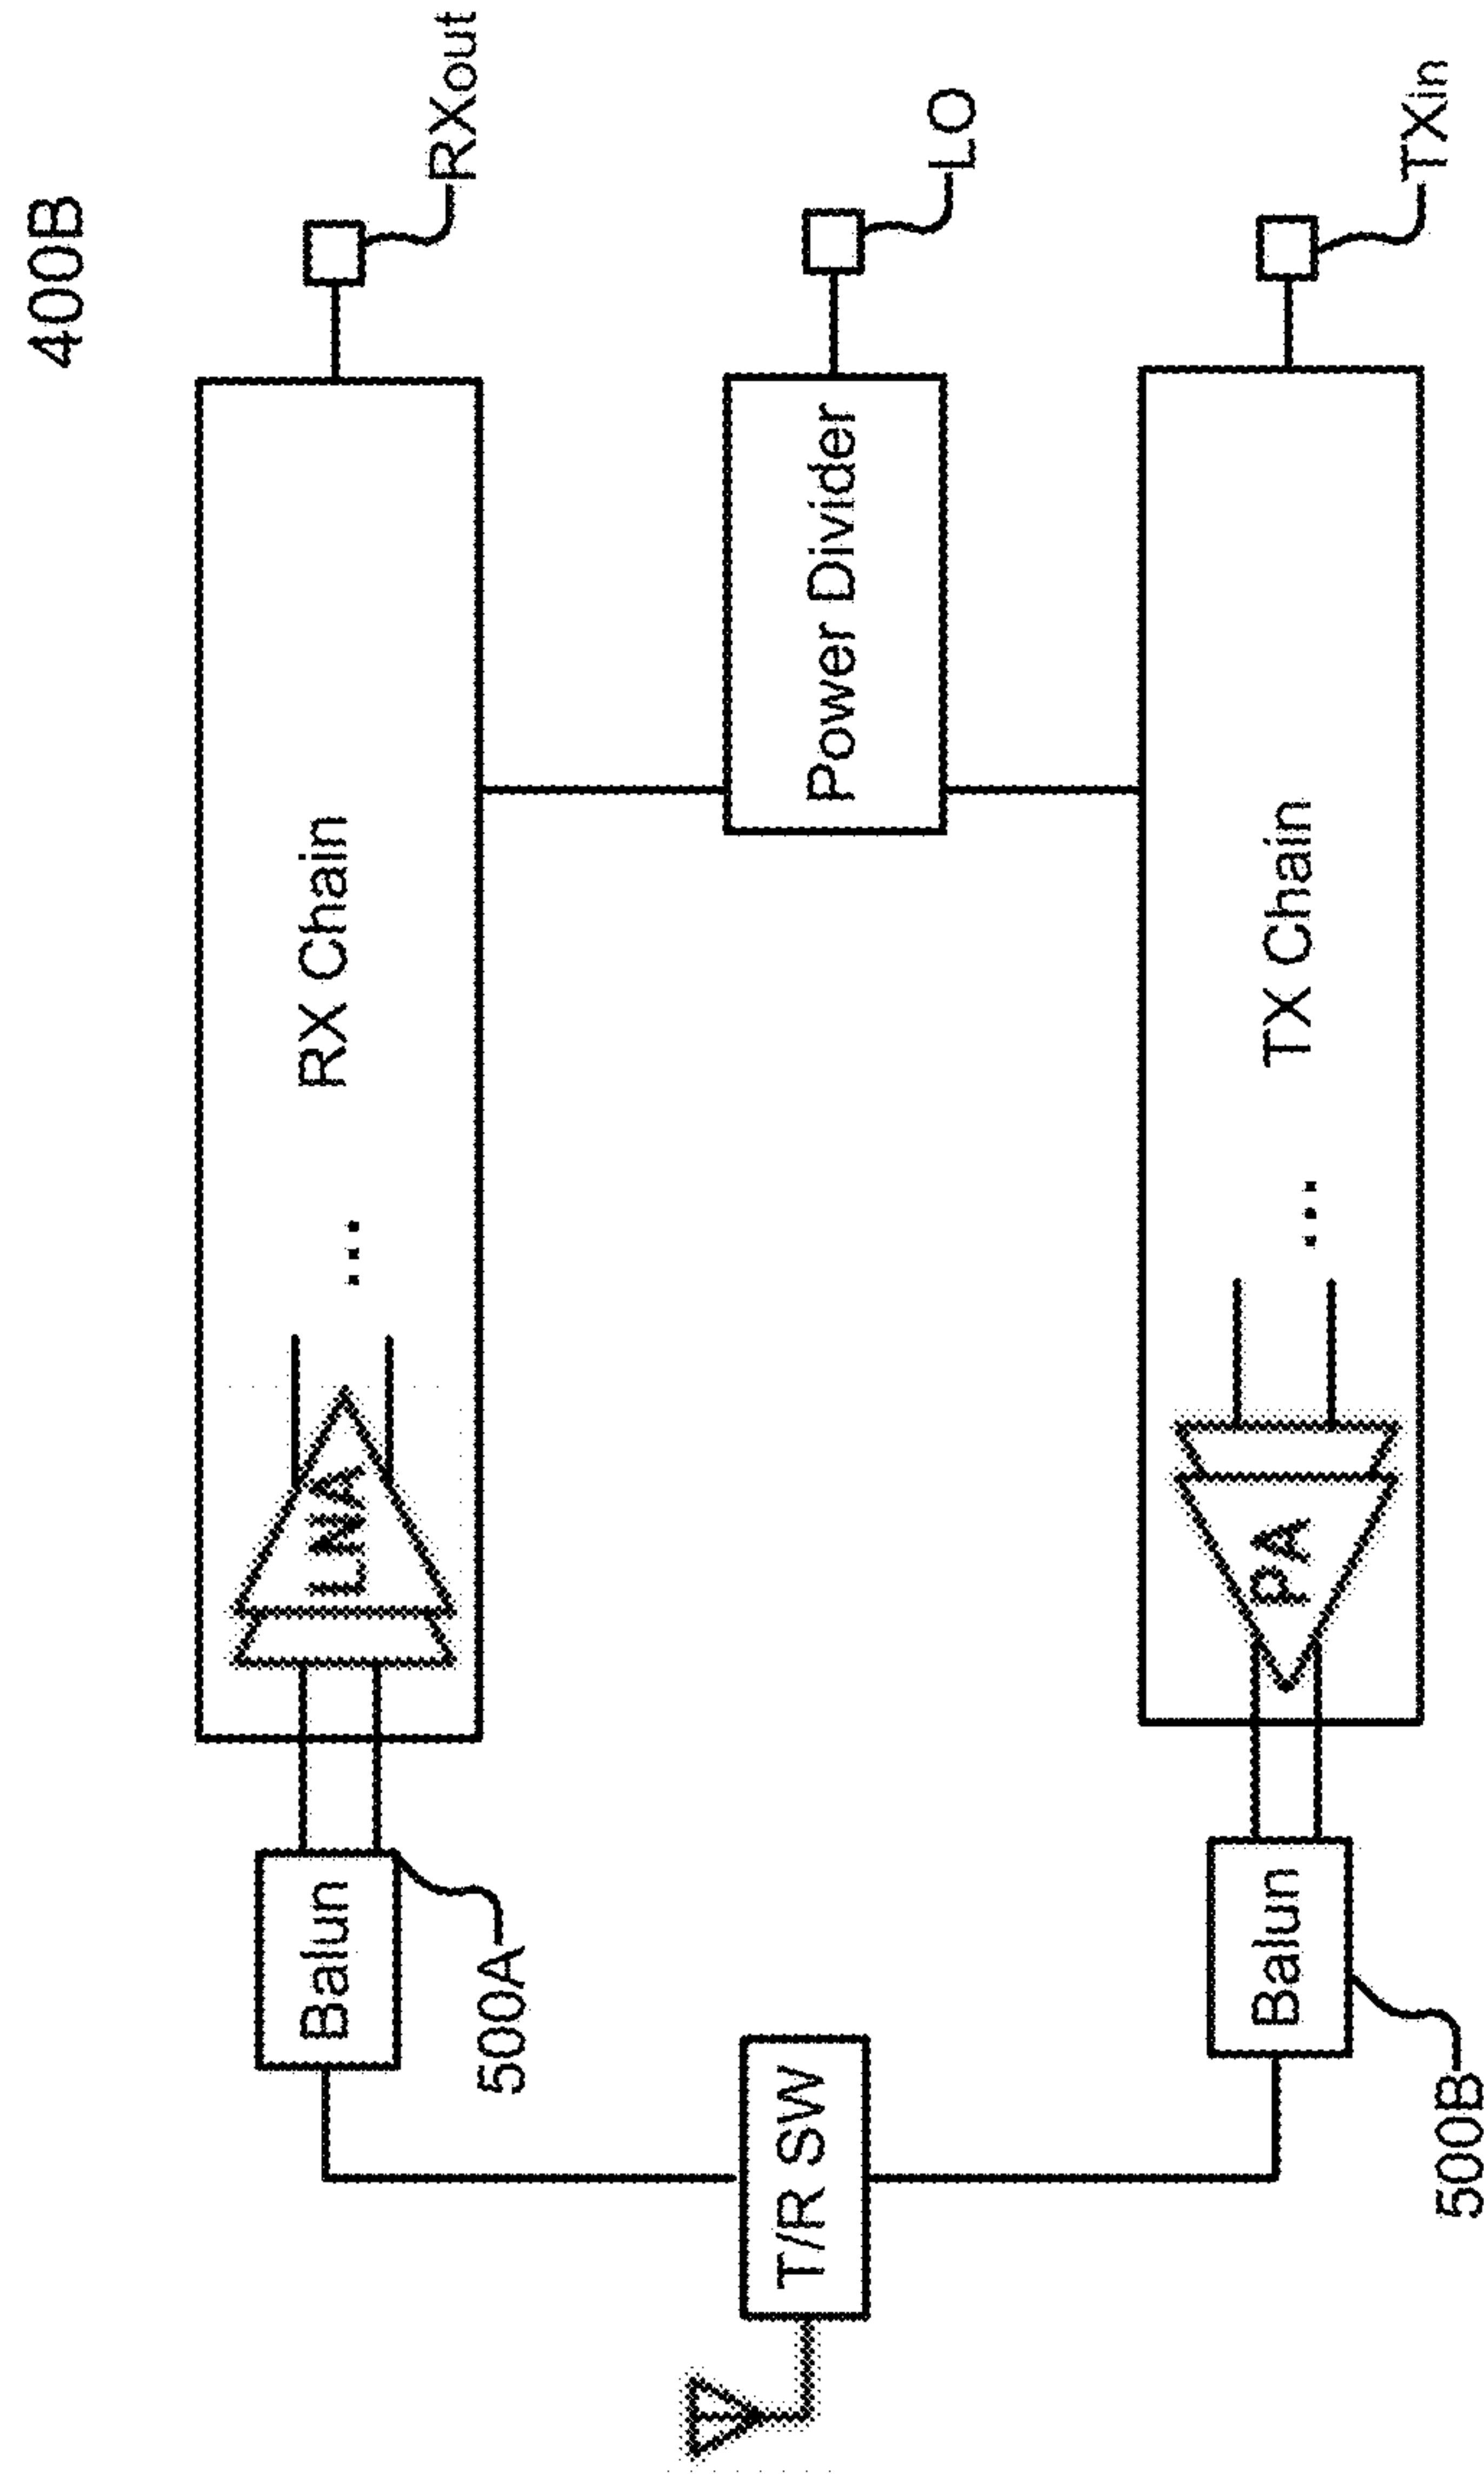 400B
RXout
RX Chain
...
LNA
Balun
500A
LO
Power Divider
T/R SW
TXin
TX Chain
...
PA
Balun
500B